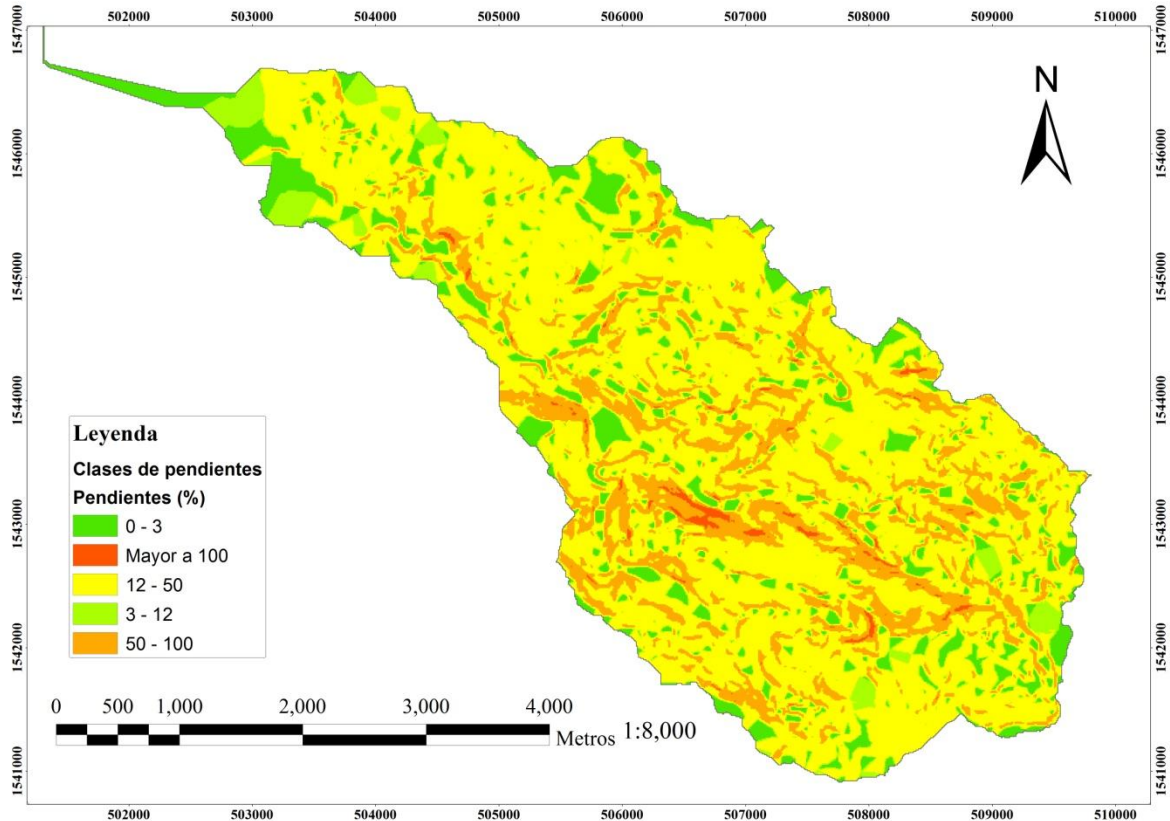 502000 503000 504000 505000 506000 507000 508000 509000 510000
1547000 1547000
N
1546000 1546000
1545000 1545000
1544000 1544000
Leyenda
Clases de pendientes
Pendientes (%)
0 - 3
Mayor a 100
12 - 50
3 - 12
50 - 100
1543000 1543000
1542000 1542000
0 500 1,000 2,000 3,000 4,000
Metros 1:8,000
1541000 1541000
502000 503000 504000 505000 506000 507000 508000 509000 510000